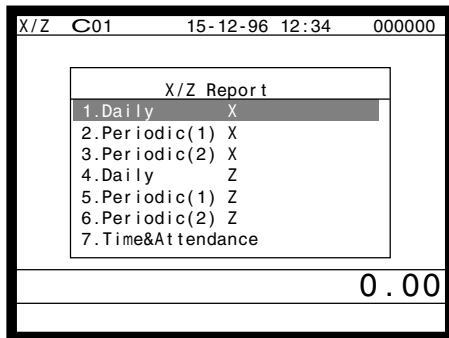 X/Z C01 15-12-96 12:34 000000
X/Z Report
1.Daily X
2.Periodic(1) X
3.Periodic(2) X
4.Daily Z
5.Periodic(1) Z
6.Periodic(2) Z
7.Time&Attendance
0.00